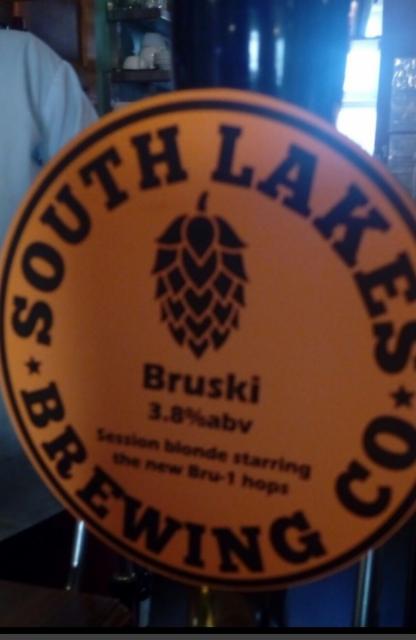 SOUTH LAKES
Bruski
3.8%abv
Session blonde starring
the new Bru-1 hops
BREWING CO